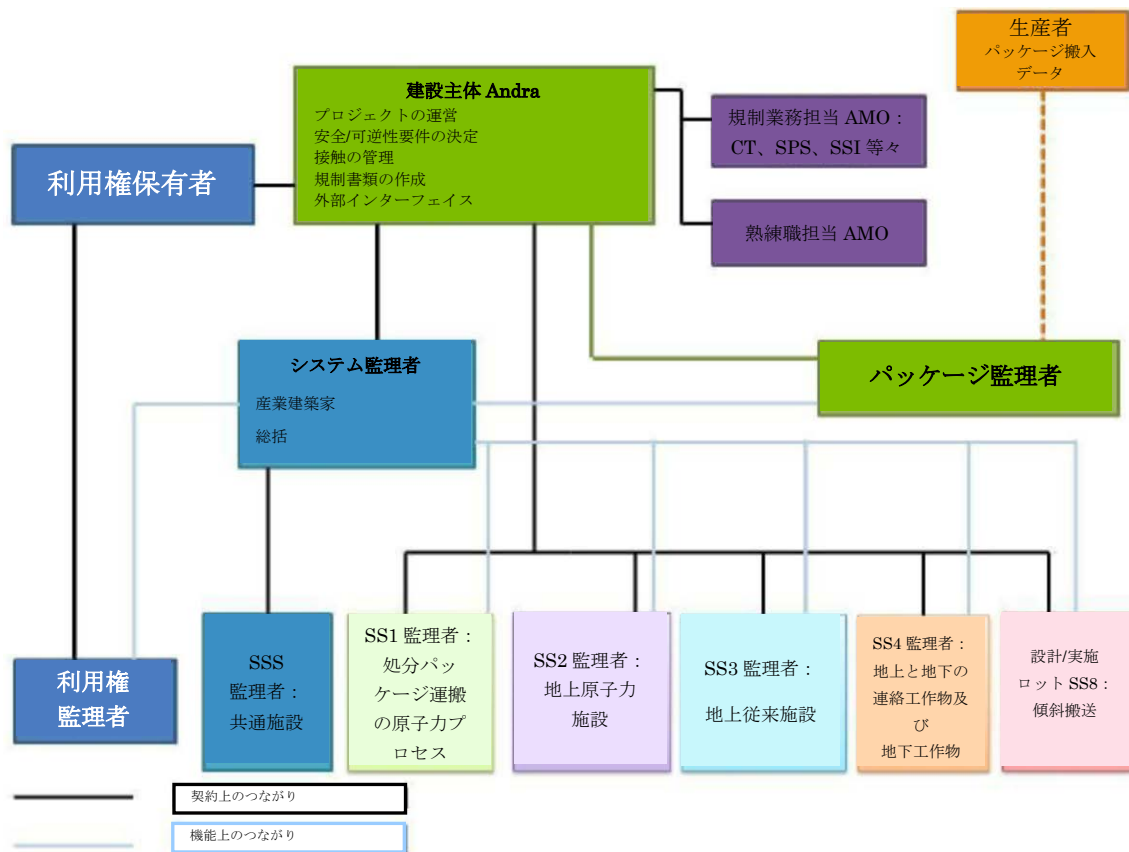 生産者
パッケージ搬入
データ
建設主体 Andra
プロジェクトの運営
安全/可逆性要件の決定
接触の管理
規制書類の作成
外部インターフェイス
規制業務担当 AMO：
CT、SPS、SSI 等々
利用権保有者
熟練職担当 AMO
システム監理者
産業建築家
総括
パッケージ監理者
SSS
監理者：
共通施設
SS1 監理者：
処分パッ
ケージ運搬
の原子力プ
ロセス
SS2 監理者：
地上原子力
施設
SS3 監理者：
地上従来施設
SS4 監理者：
地上と地下の
連絡工作物及
び
地下工作物
設計/実施
ロット SS8：
傾斜搬送
利用権
監理者
契約上のつながり
機能上のつながり